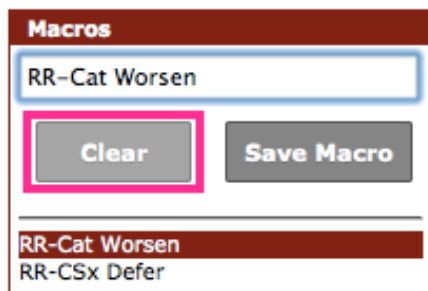 Macros
RR-Cat Worsen
Clear Save Macro
RR-Cat Worsen
RR-CSx Defer